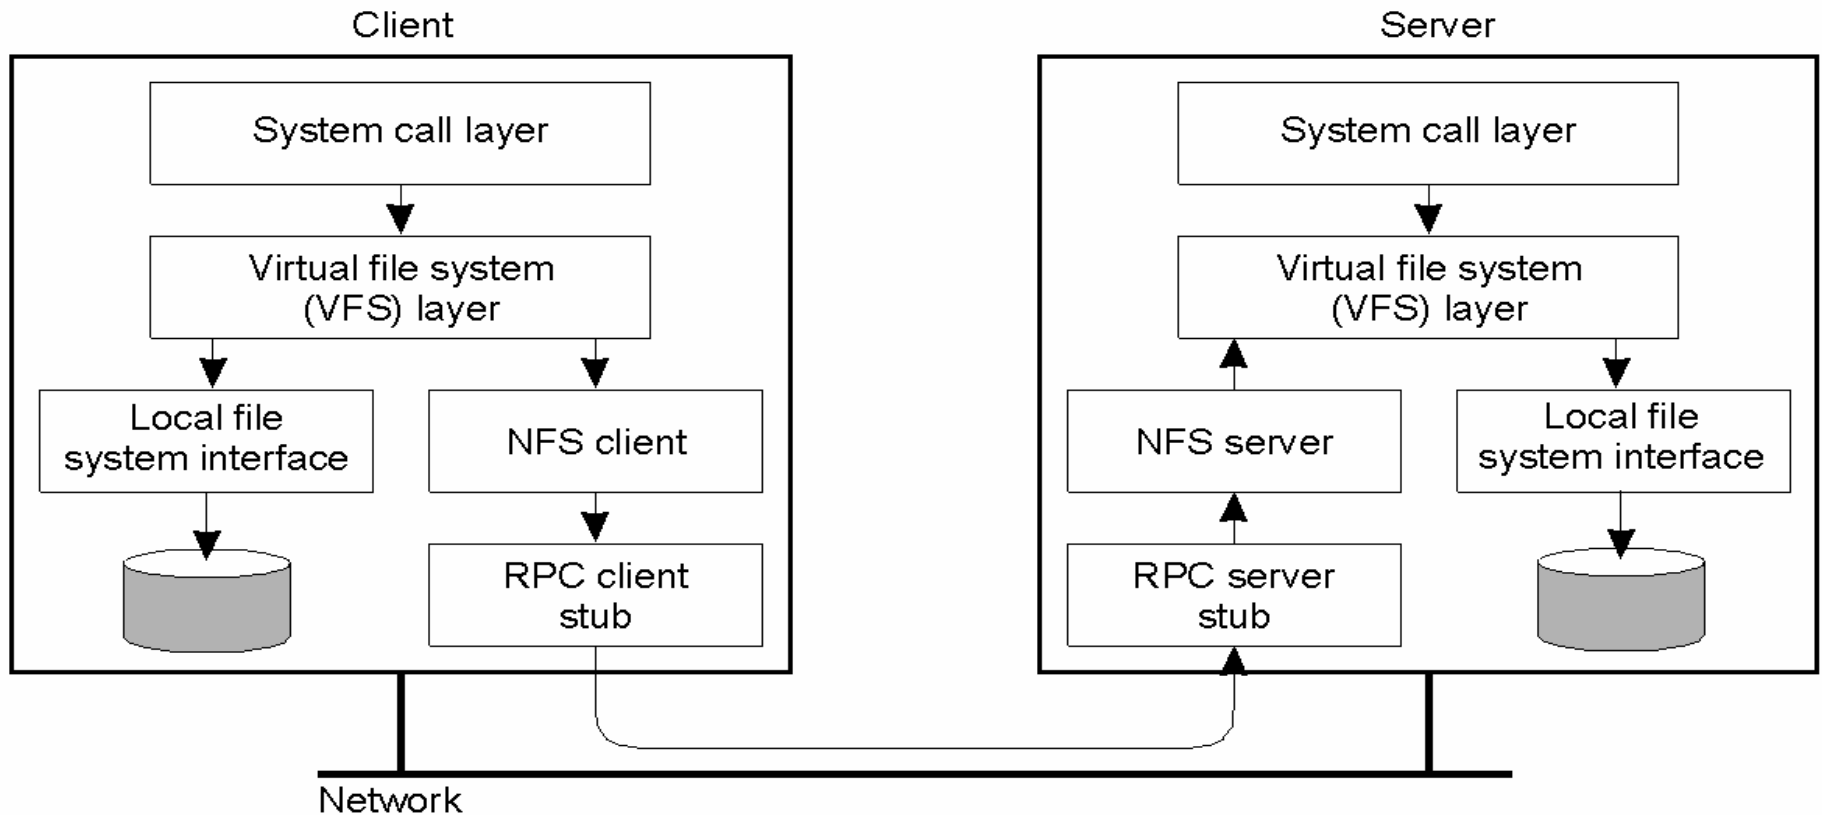 Client
System call layer
Virtual file system
(VFS) layer
Local file
system interface
NFS client
RPC client
stub
Server
System call layer
Virtual file system
(VFS) layer
NFS server
Local file
system interface
RPC server
stub
Network